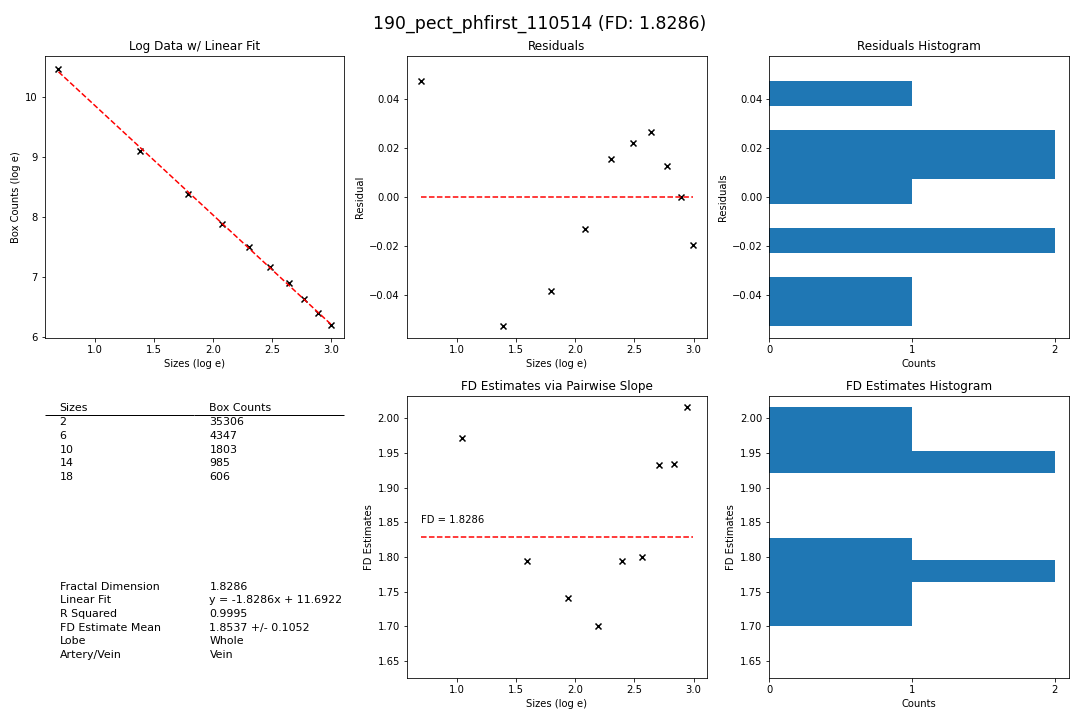 190_pect_phfirst_110514 (FD: 1.8286)
Log Data w/ Linear Fit
Box Counts (log e)
10
9
8
7
6
1.0 1.5 2.0 2.5 3.0
Sizes (log e)
Residuals
Residual
0.04
0.02
0.00
−0.02
−0.04
1.0 1.5 2.0 2.5 3.0
Sizes (log e)
Residuals Histogram
Residuals
0.04
0.02
0.00
−0.02
−0.04
0 1 2
Counts
Sizes Box Counts
2 35306
6 4347
10 1803
14 985
18 606
Fractal Dimension 1.8286
Linear Fit y = -1.8286x + 11.6922
R Squared 0.9995
FD Estimate Mean 1.8537 +/- 0.1052
Lobe Whole
Artery/Vein Vein
FD Estimates via Pairwise Slope
FD Estimates
2.00
1.95
1.90
1.85
1.80
1.75
1.70
1.65
FD = 1.8286
1.0 1.5 2.0 2.5 3.0
Sizes (log e)
FD Estimates Histogram
FD Estimates
2.00
1.95
1.90
1.85
1.80
1.75
1.70
1.65
0 1 2
Counts